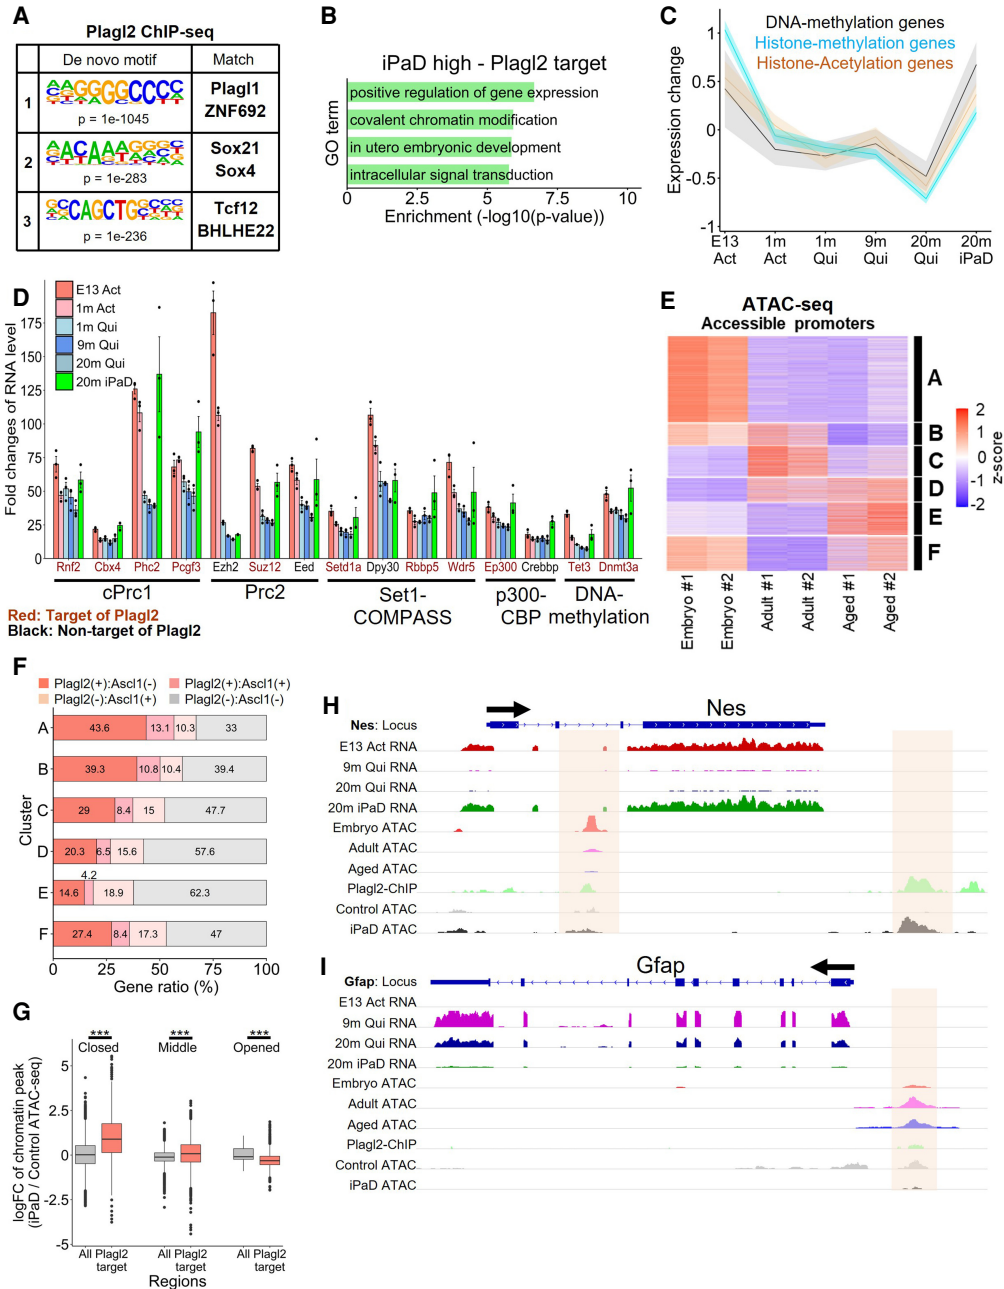 A
Plagl2 ChIP-seq
De novo motif
Match
1
GGGGCCCC
p = 1e-1045
Plagl1
ZNF692
2
AACAAA
p = 1e-283
Sox21
Sox4
3
CAGCTG
p = 1e-236
Tcf12
BHLHE22
B
iPaD high - Plagl2 target
GO term
positive regulation of gene expression
covalent chromatin modification
in utero embryonic development
intracellular signal transduction
0 2.5 5 7.5 10
Enrichment (-log10(p-value))
C
DNA-methylation genes
Histone-methylation genes
Histone-Acetylation genes
Expression change
1
0.5
0
-0.5
-1
E13 1m 1m 9m 20m 20m
Act Act Qui Qui Qui iPaD
D
E13 Act
1m Act
1m Qui
9m Qui
20m Qui
20m iPaD
Fold changes of RNA level
175
150
125
100
75
50
25
0
Rnf2 Cbx4 Phc2 Pcgf3 Ezh2 Suz12 Eed Setd1a Dpy30 Rbbp5 Wdr5 Ep300 Crebbp Tet3 Dnmt3a
cPrc1 Prc2 Set1- p300- DNA-
COMPASS CBP methylation
Red: Target of Plagl2
Black: Non-target of Plagl2
E
ATAC-seq
Accessible promoters
A
B
C
D
E
F
2
1
0
-1
-2
z-score
Embryo #1
Embryo #2
Adult #1
Adult #2
Aged #1
Aged #2
F
Plagl2(+):Ascl1(-) Plagl2(+):Ascl1(+)
Plagl2(-):Ascl1(+) Plagl2(-):Ascl1(-)
Cluster
A 43.6 13.1 10.3 33
B 39.3 10.8 10.4 39.4
C 29 8.4 15 47.7
D 20.3 6.5 15.6 57.6
4.2
E 14.6 18.9 62.3
F 27.4 8.4 17.3 47
0 25 50 75 100
Gene ratio (%)
G
*** *** ***
Closed Middle Opened
logFC of chromatin peak
(iPaD / Control ATAC-seq)
5
2.5
0
-2.5
-5
All Plagl2 All Plagl2 All Plagl2
target target target
Regions
H
Nes
Nes: Locus
E13 Act RNA
9m Qui RNA
20m Qui RNA
20m iPaD RNA
Embryo ATAC
Adult ATAC
Aged ATAC
Plagl2-ChIP
Control ATAC
iPaD ATAC
I
Gfap
Gfap: Locus
E13 Act RNA
9m Qui RNA
20m Qui RNA
20m iPaD RNA
Embryo ATAC
Adult ATAC
Aged ATAC
Plagl2-ChIP
Control ATAC
iPaD ATAC